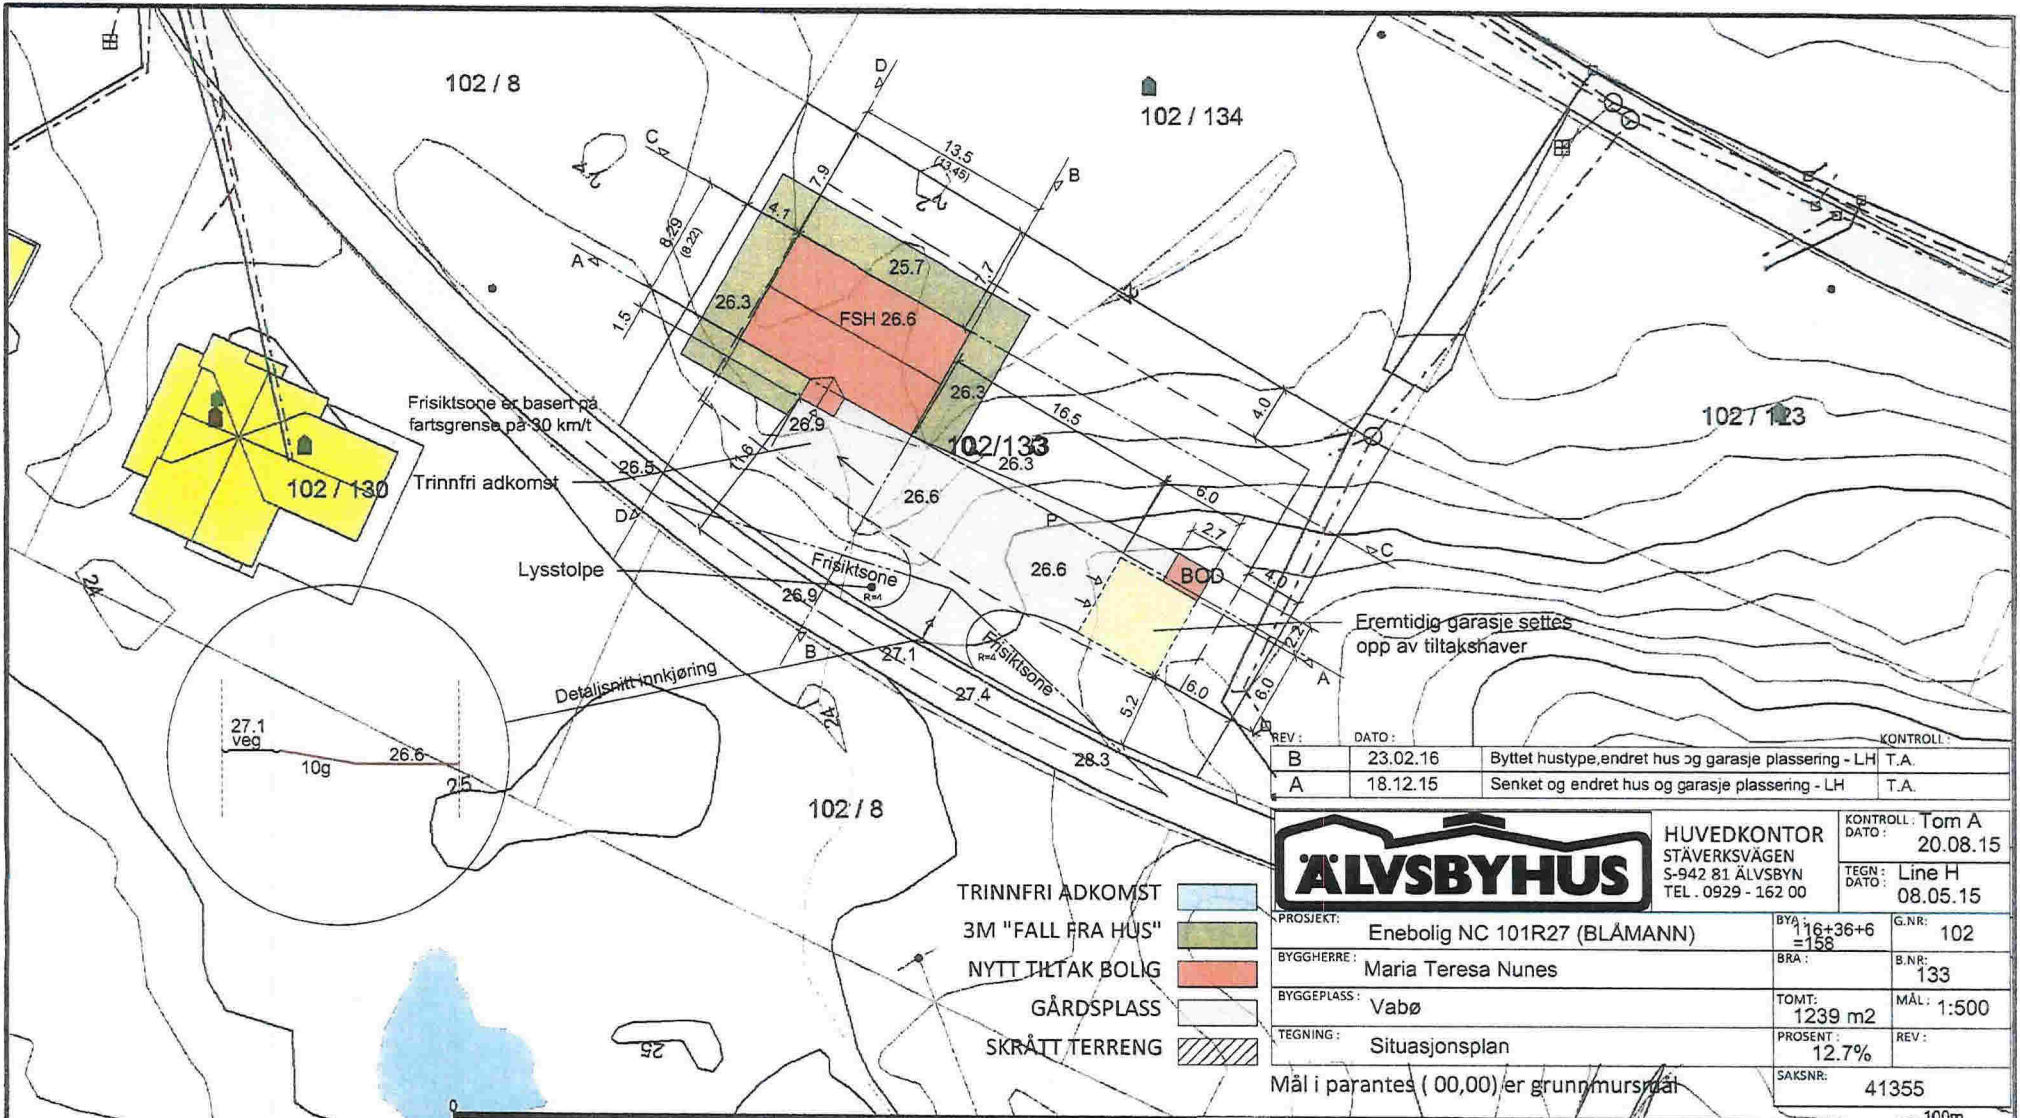 102 / 8
102 / 134
D
C
B
A
13.5
(13.45)
7.9
4.1
8.29
(8.22)
1.5
7.7
25.7
26.3
FSH 26.6
26.3
16.5
4.0
102 / 123
Frisiktsone er basert på
fartsgrense på 30 km/t
26.9
11.6
102/133
26.3
102 / 130
26.5
Trinnfri adkomst
26.6
6.0
2.7
P
D
C
Lysstolpe
Frisiktsone
R=4
26.6
BOD
4.0
24
26.9
B
27.1
Frisiktsone
R=4
Eremtidig garasje settes
opp av tiltakshaver
2.2
A
6.0
6.0
5.2
27.4
28.3
24
Detaljsnitt innkjøring
27.1
veg
10g
26.6
25
102 / 8
REV : DATO : KONTROLL :
B 23.02.16 Byttet hustype,endret hus og garasje plassering - LH T.A.
A 18.12.15 Senket og endret hus og garasje plassering - LH T.A.
ÄLVSBYHUS
HUVEDKONTOR
STÄVERKSVÄGEN
S-942 81 ÄLVSBYN
TEL . 0929 - 162 00
KONTROLL : Tom A
DATO : 20.08.15
TEGN : Line H
DATO : 08.05.15
TRINNFRI ADKOMST
3M "FALL FRA HUS"
NYTT TILTAK BOLIG
GÅRDSPLASS
SKRÅTT TERRENG
25
PROSJEKT: Enebolig NC 101R27 (BLÅMANN)
BYA : 116+36+6
=158
G.NR: 102
BYGGHERRE : Maria Teresa Nunes
BRA :
B.NR: 133
BYGGEPLASS : Vabø
TOMT: 1239 m2
MÅL : 1:500
TEGNING : Situasjonsplan
PROSENT : 12.7%
REV :
Mål i parantes ( 00,00) er grunnmursmål
SAKSNR: 41355
0
100m